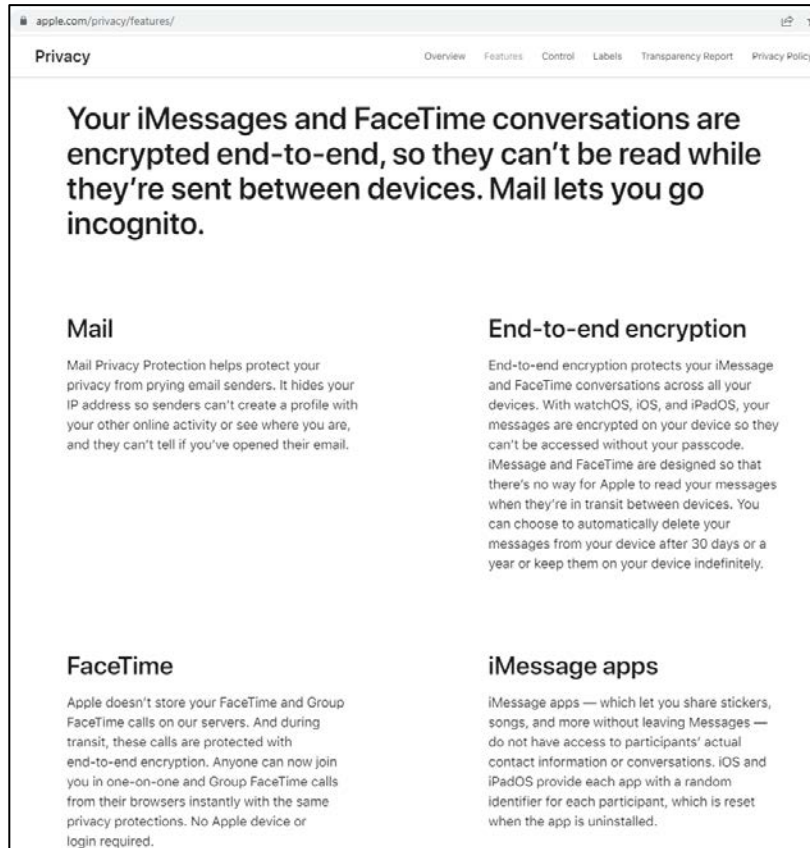 apple.com/privacy/features/
Privacy
Overview Features Control Labels Transparency Report Privacy Policy
Your iMessages and FaceTime conversations are
encrypted end-to-end, so they can't be read while
they're sent between devices. Mail lets you go
incognito.
Mail
Mail Privacy Protection helps protect your
privacy from prying email senders. It hides your
IP address so senders can't create a profile with
your other online activity or see where you are,
and they can't tell if you've opened their email.
End-to-end encryption
End-to-end encryption protects your iMessage
and FaceTime conversations across all your
devices. With watchOS, iOS, and iPadOS, your
messages are encrypted on your device so they
can't be accessed without your passcode.
iMessage and FaceTime are designed so that
there's no way for Apple to read your messages
when they're in transit between devices. You
can choose to automatically delete your
messages from your device after 30 days or a
year or keep them on your device indefinitely.
FaceTime
Apple doesn't store your FaceTime and Group
FaceTime calls on our servers. And during
transit, these calls are protected with
end-to-end encryption. Anyone can now join
you in one-on-one and Group FaceTime calls
from their browsers instantly with the same
privacy protections. No Apple device or
login required.
iMessage apps
iMessage apps — which let you share stickers,
songs, and more without leaving Messages —
do not have access to participants' actual
contact information or conversations. iOS and
iPadOS provide each app with a random
identifier for each participant, which is reset
when the app is uninstalled.